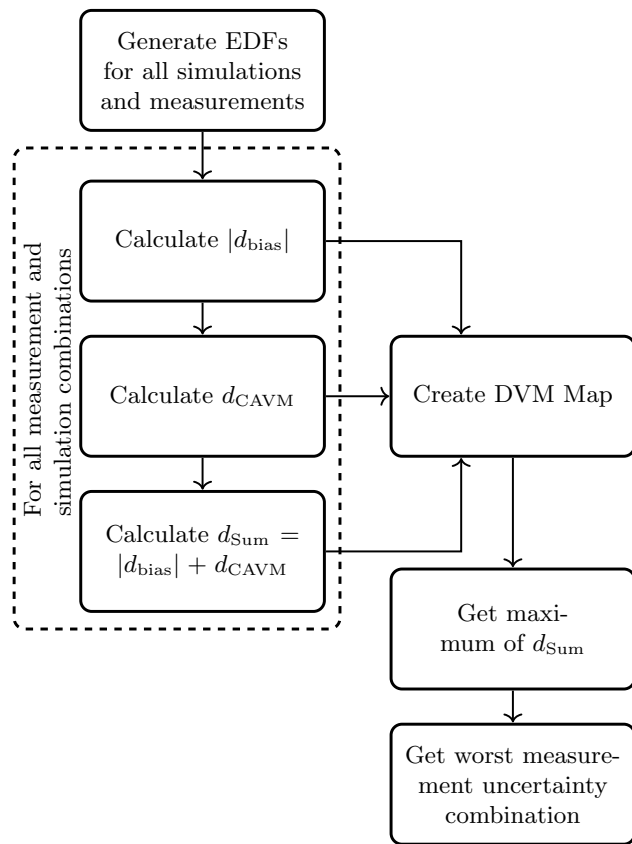 Generate EDFs
for all simulations
and measurements
For all measurement and
simulation combinations
Calculate |d_bias|
Calculate d_CAVM
Create DVM Map
Calculate d_Sum =
|d_bias| + d_CAVM
Get maxi-
mum of d_Sum
Get worst measure-
ment uncertainty
combination